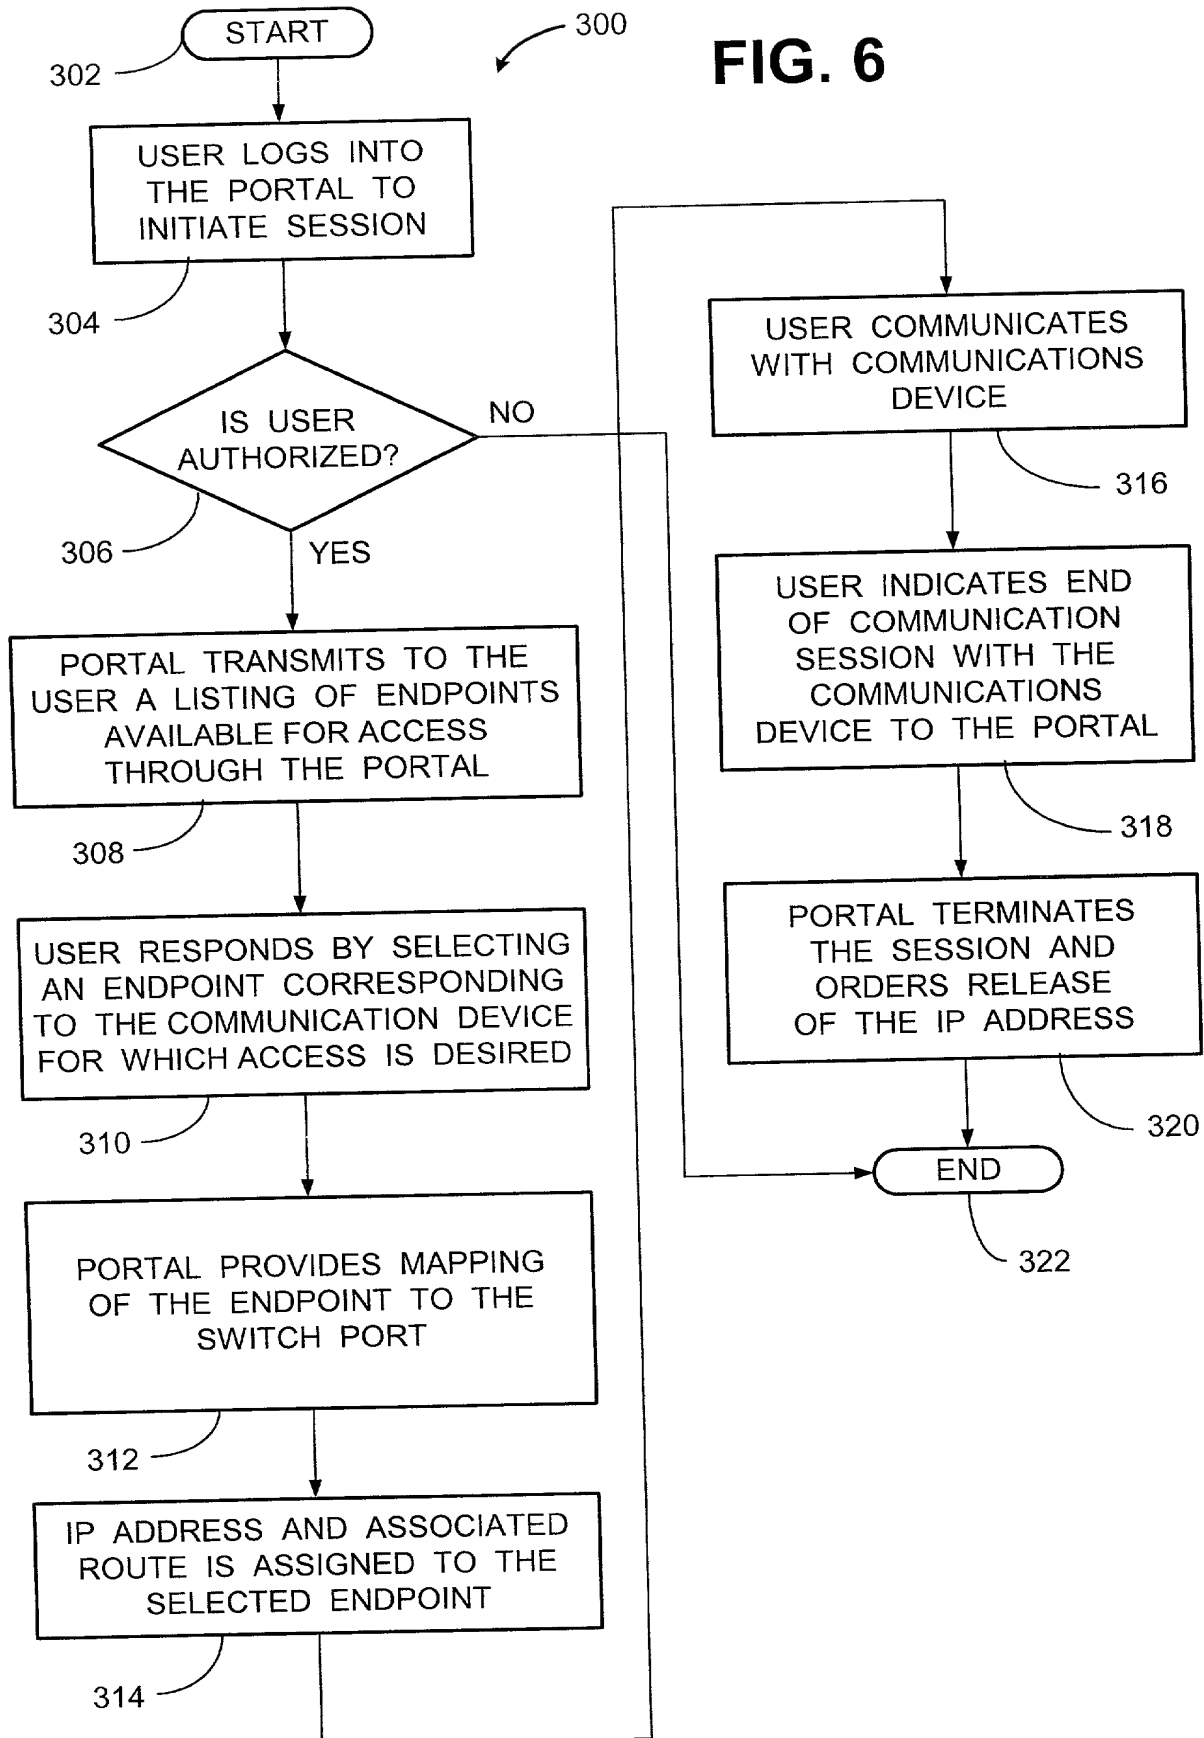 START
302
300
FIG. 6
USER LOGS INTO
THE PORTAL TO
INITIATE SESSION
304
IS USER
AUTHORIZED?
NO
306
YES
PORTAL TRANSMITS TO THE
USER A LISTING OF ENDPOINTS
AVAILABLE FOR ACCESS
THROUGH THE PORTAL
308
USER RESPONDS BY SELECTING
AN ENDPOINT CORRESPONDING
TO THE COMMUNICATION DEVICE
FOR WHICH ACCESS IS DESIRED
310
PORTAL PROVIDES MAPPING
OF THE ENDPOINT TO THE
SWITCH PORT
312
IP ADDRESS AND ASSOCIATED
ROUTE IS ASSIGNED TO THE
SELECTED ENDPOINT
314
USER COMMUNICATES
WITH COMMUNICATIONS
DEVICE
316
USER INDICATES END
OF COMMUNICATION
SESSION WITH THE
COMMUNICATIONS
DEVICE TO THE PORTAL
318
PORTAL TERMINATES
THE SESSION AND
ORDERS RELEASE
OF THE IP ADDRESS
320
END
322